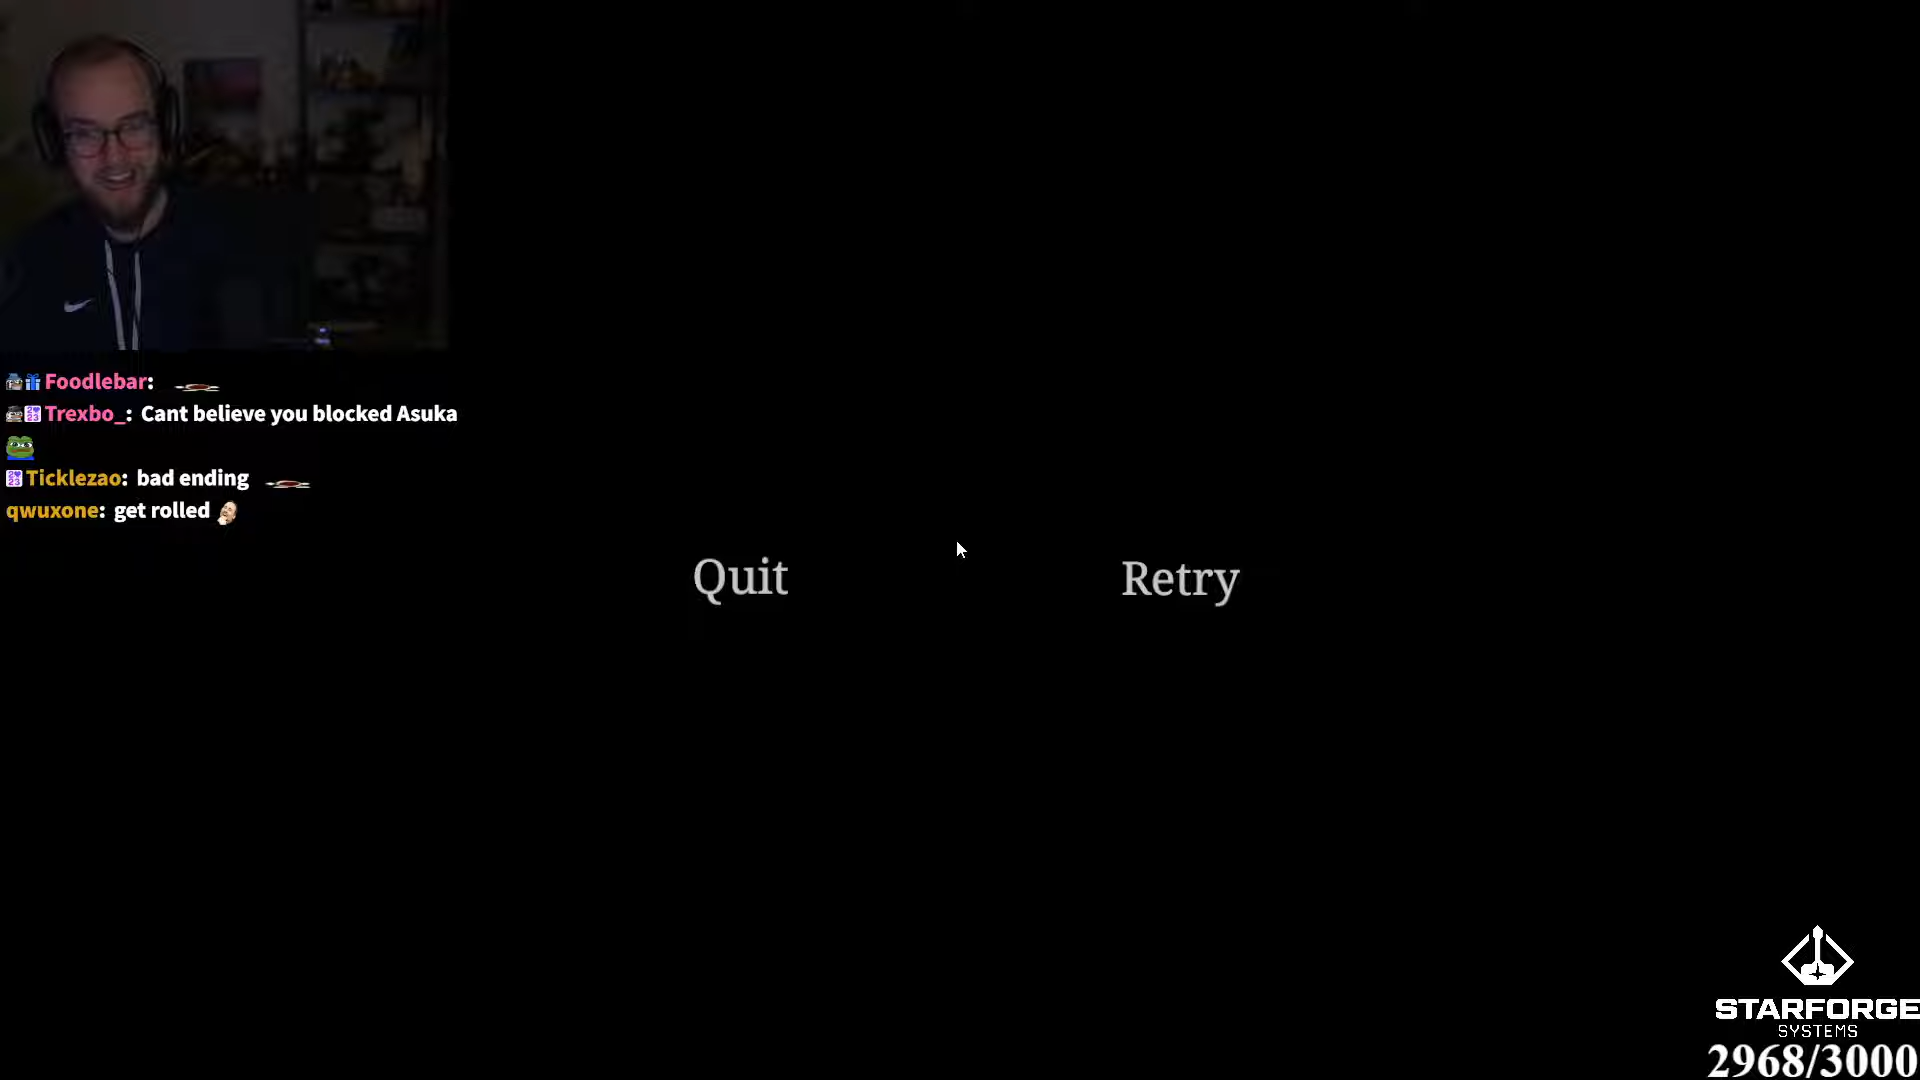 Foodlebar:
Trexbo_: Cant believe you blocked Asuka
Ticklezao: bad ending
qwuxone: get rolled
Quit
Retry
STARFORGE
SYSTEMS
2968/3000